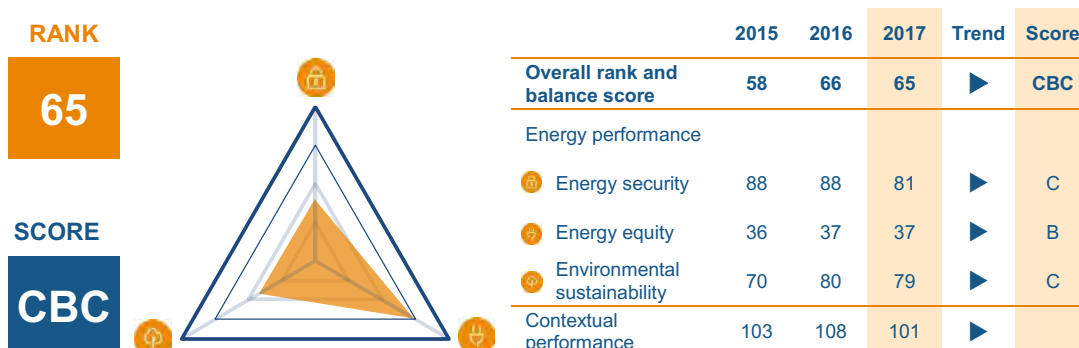 RANK
65
SCORE
CBC
2015 2016 2017 Trend Score
Overall rank and
balance score 58 66 65 CBC
Energy performance
Energy security 88 88 81 C
Energy equity 36 37 37 B
Environmental
sustainability 70 80 79 C
Contextual
performance 103 108 101